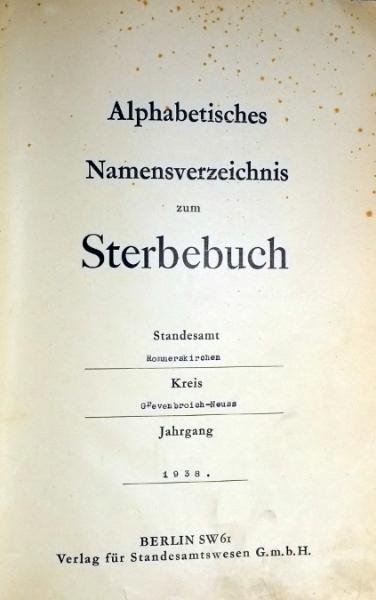 Alphabetisches
Namensverzeichnis
zum
Sterbebuch
Standesamt
Rommerskirchen
Kreis
Grevenbroich-Neuss
Jahrgang
1938.
BERLIN SW61
Verlag für Standesamtswesen G.m.b.H.